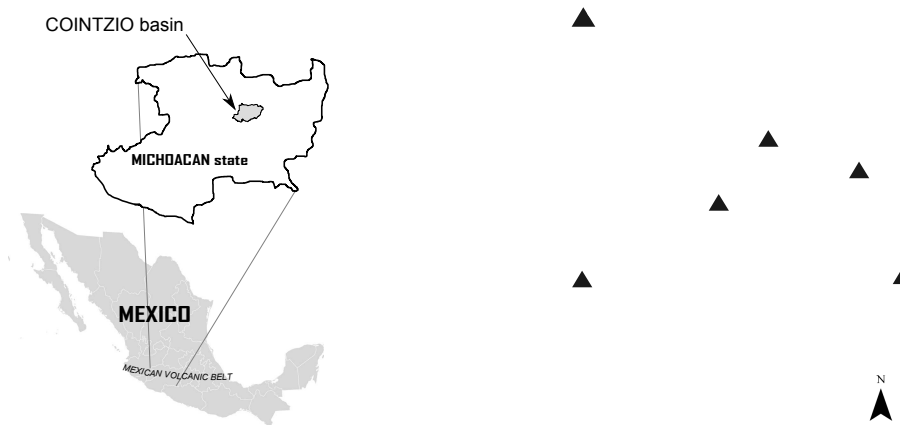 COINTZIO basin
MICHOACAN state
MEXICO
MEXICAN VOLCANIC BELT
N